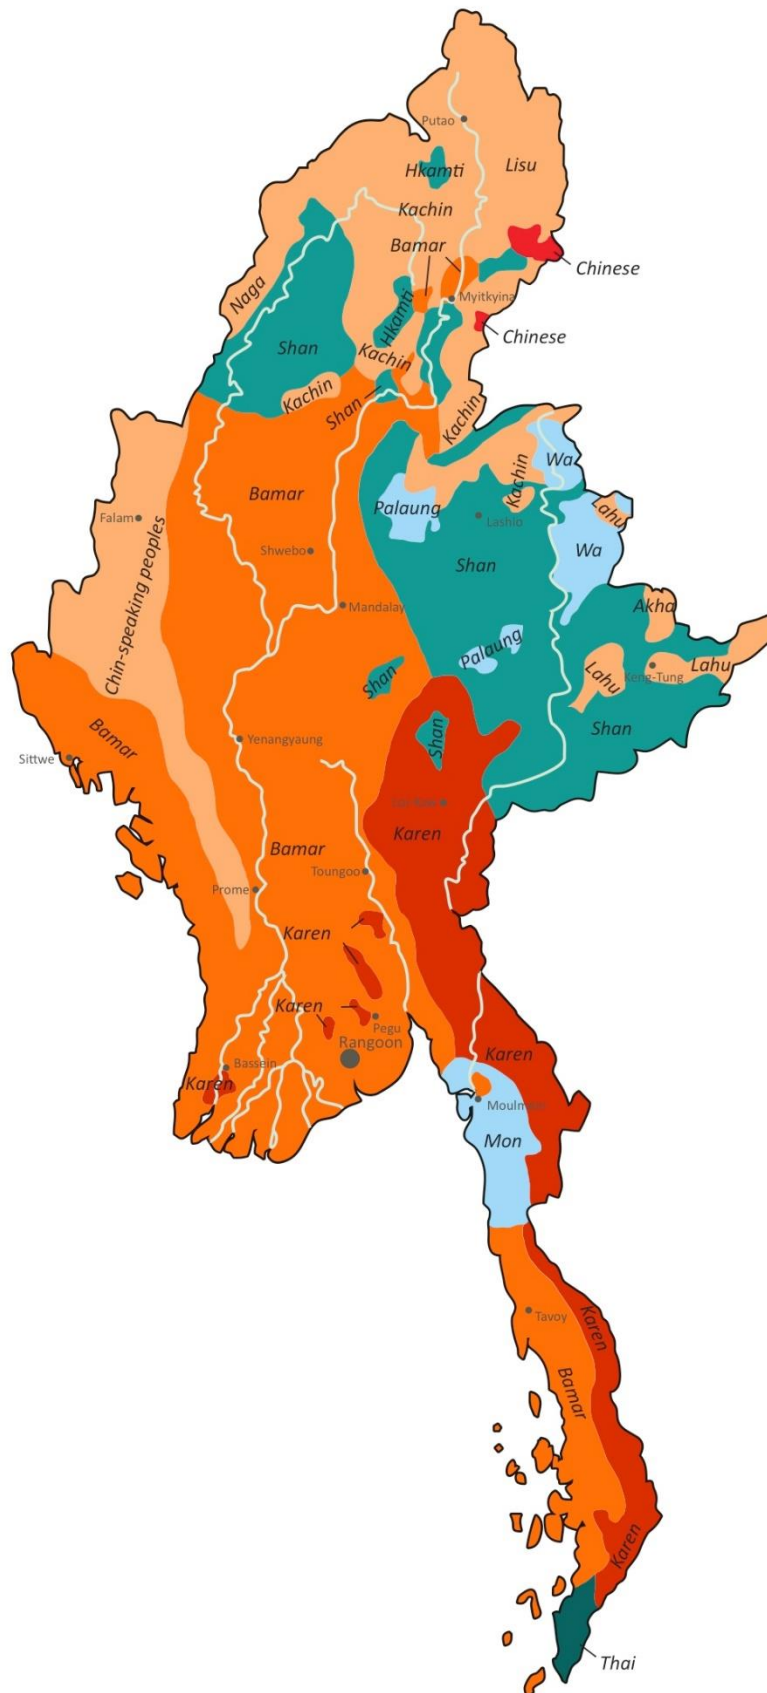 Putao
Hkamti
Lisu
Kachin
Bamar
Chinese
Naga
Hkamti
Myitkyina
Chinese
Shan
Kachin
Kachin
Shan
Kachin
Wa
Kachin
Bamar
Palaung
Lahu
Falam
Lashio
Shwebo
Wa
Shan
Chin-speaking peoples
Mandalay
Akha
Palaung
Lahu
Keng-Tung
Shan
Lahu
Bamar
Shan
Shan
Yenangyaung
Sittwe
Karen
Bamar
Toungoo
Prome
Karen
Karen
Pegu
Rangoon
Karen
Bassein
Karen
Mon
Tavoy
Karen
Bamar
Karen
Thai